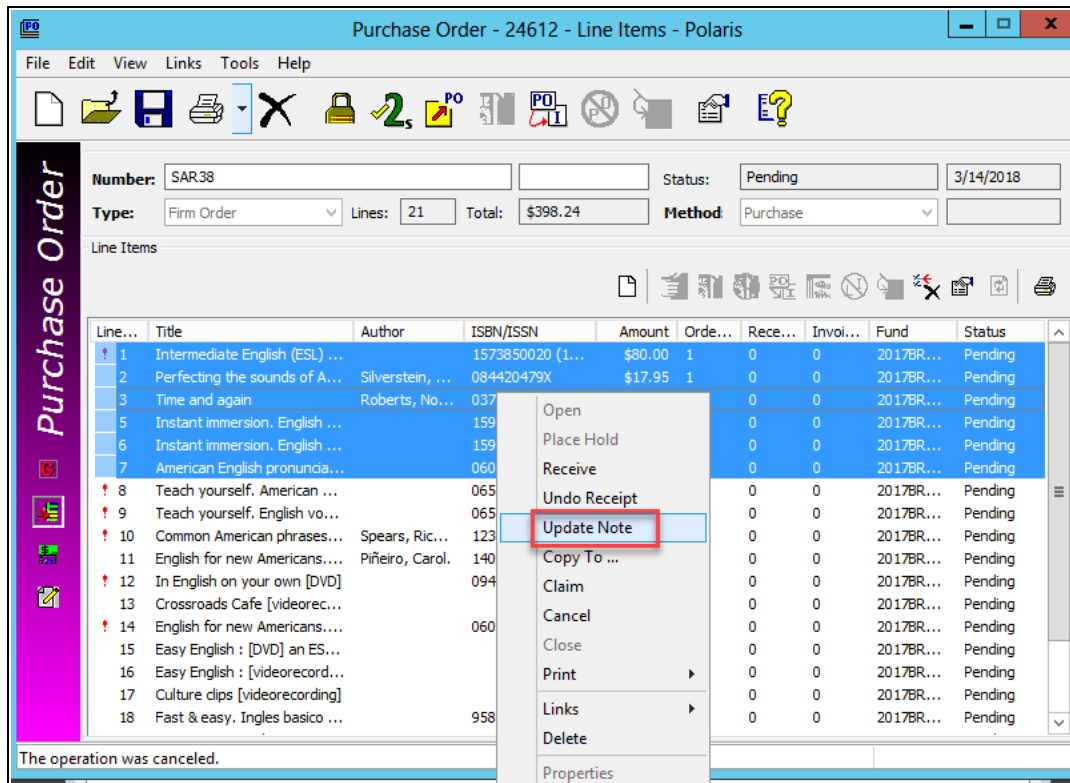 Purchase Order - 24612 - Line Items - Polaris
File Edit View Links Tools Help
Purchase Order
Number: SAR38 Status: Pending 3/14/2018
Type: Firm Order Lines: 21 Total: $398.24 Method: Purchase
Line Items
Line... Title Author ISBN/ISSN Amount Orde... Rece... Invoi... Fund Status
1 Intermediate English (ESL) ... 1573850020 (1... $80.00 1 0 0 2017BR... Pending
2 Perfecting the sounds of A... Silverstein, ... 084420479X $17.95 1 0 0 2017BR... Pending
3 Time and again Roberts, No... 037 0 0 2017BR... Pending
5 Instant immersion. English ... 159 0 0 2017BR... Pending
6 Instant immersion. English ... 159 0 0 2017BR... Pending
7 American English pronuncia... 060 0 0 2017BR... Pending
8 Teach yourself. American ... 065 0 0 2017BR... Pending
9 Teach yourself. English vo... 065 0 0 2017BR... Pending
10 Common American phrases... Spears, Ric... 123 0 0 2017BR... Pending
11 English for new Americans.... Piñeiro, Carol. 140 0 0 2017BR... Pending
12 In English on your own [DVD] 094 0 0 2017BR... Pending
13 Crossroads Cafe [videorec... 0 0 2017BR... Pending
14 English for new Americans.... 060 0 0 2017BR... Pending
15 Easy English : [DVD] an ES... 0 0 2017BR... Pending
16 Easy English : [videorecord... 0 0 2017BR... Pending
17 Culture clips [videorecording] 0 0 2017BR... Pending
18 Fast & easy. Ingles basico ... 958 0 0 2017BR... Pending
Open
Place Hold
Receive
Undo Receipt
Update Note
Copy To ...
Claim
Cancel
Close
Print
Links
Delete
Properties
The operation was canceled.